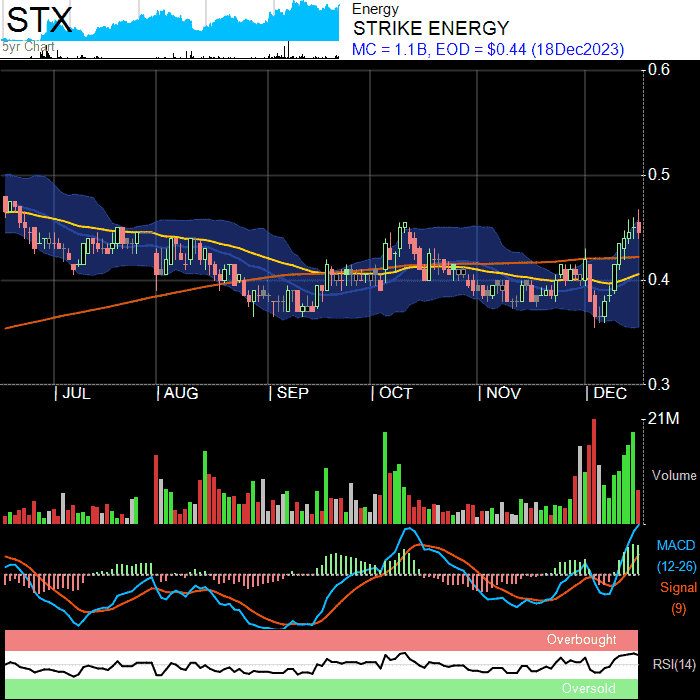 STX
5yr Chart
Energy
STRIKE ENERGY
MC = 1.1B, EOD = $0.44 (18Dec2023)
0.6
0.5
0.4
0.3
JUL AUG SEP OCT NOV DEC
21M
Volume
MACD
(12-26)
Signal
(9)
Overbought
RSI(14)
Oversold